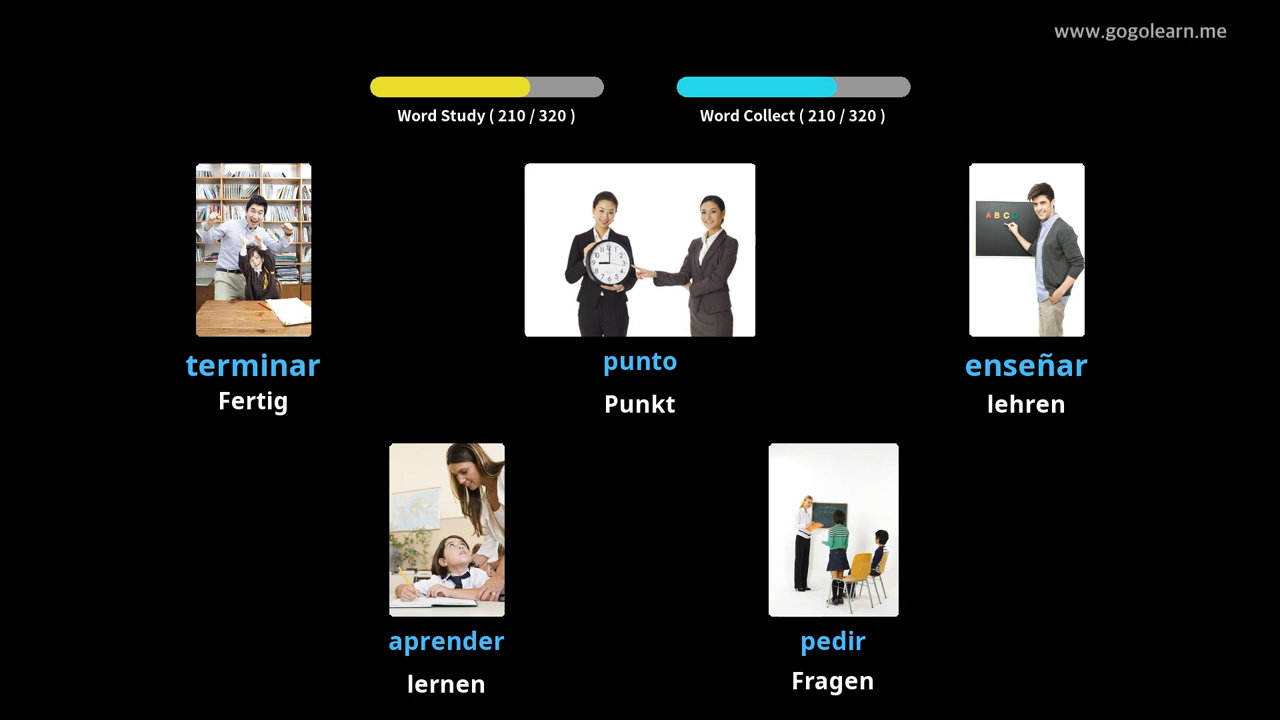 www.gogolearn.me
Word Study ( 210 / 320 )
Word Collect ( 210 / 320 )
A B C
terminar
Fertig
punto
Punkt
enseñar
lehren
aprender
lernen
pedir
Fragen